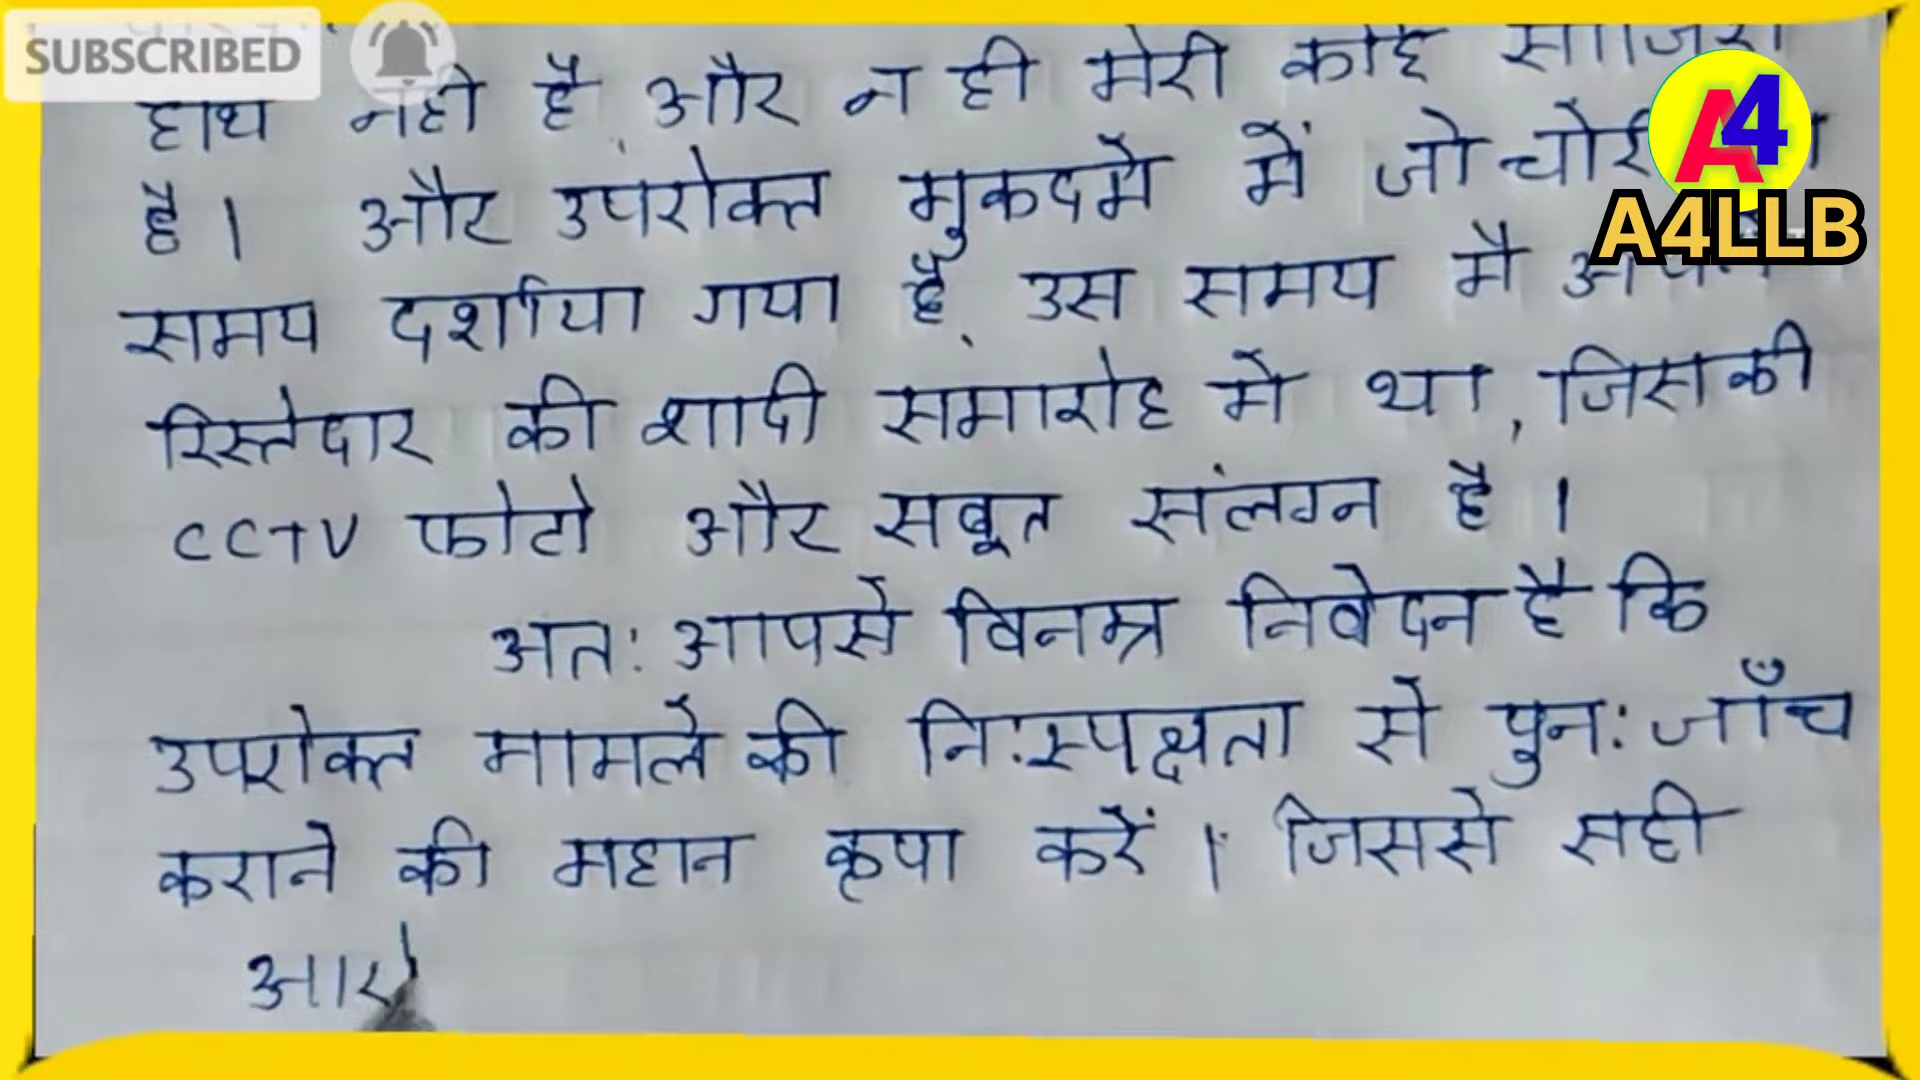 SUBSCRIBED
हाथ नही है और न ही मेरी कोई साजिश
A4
है। और उपरोक्त मुकदमे में जो चोरी
A4LLB
समय दर्शाया गया है, उस समय मै अपने
रिस्तेदार की शादी समारोह मे था, जिसकी
CCTV फोटो और सबूत संलग्न है।
अतः आपसे विनम्र निवेदन है कि
उपरोक्त मामले की निःस्पक्षता से पुनः जाँच
कराने की महान कृपा करें। जिससे सही